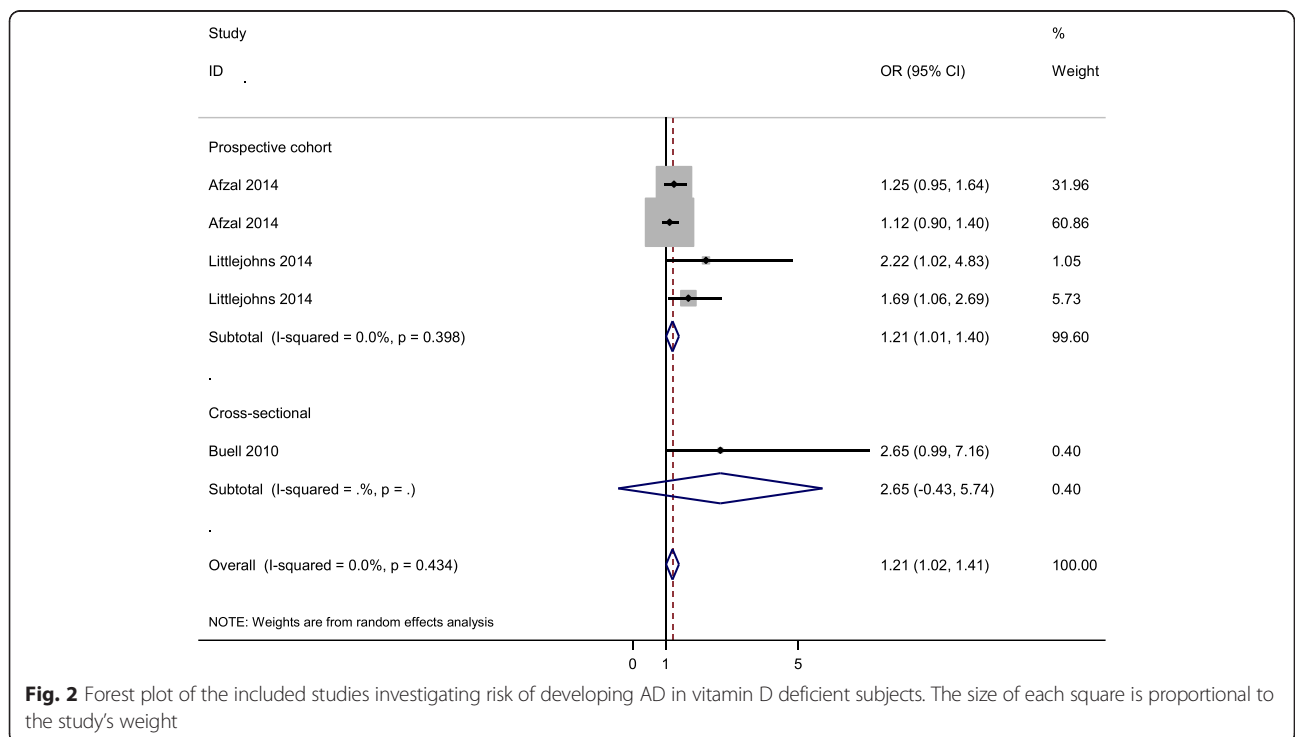 Study %
ID . OR (95% CI) Weight
Prospective cohort
Afzal 2014 1.25 (0.95, 1.64) 31.96
Afzal 2014 1.12 (0.90, 1.40) 60.86
Littlejohns 2014 2.22 (1.02, 4.83) 1.05
Littlejohns 2014 1.69 (1.06, 2.69) 5.73
Subtotal (I-squared = 0.0%, p = 0.398) 1.21 (1.01, 1.40) 99.60
.
Cross-sectional
Buell 2010 2.65 (0.99, 7.16) 0.40
Subtotal (I-squared = .%, p = .) 2.65 (-0.43, 5.74) 0.40
.
Overall (I-squared = 0.0%, p = 0.434) 1.21 (1.02, 1.41) 100.00
NOTE: Weights are from random effects analysis
0 1 5
Fig. 2 Forest plot of the included studies investigating risk of developing AD in vitamin D deficient subjects. The size of each square is proportional to
the study's weight